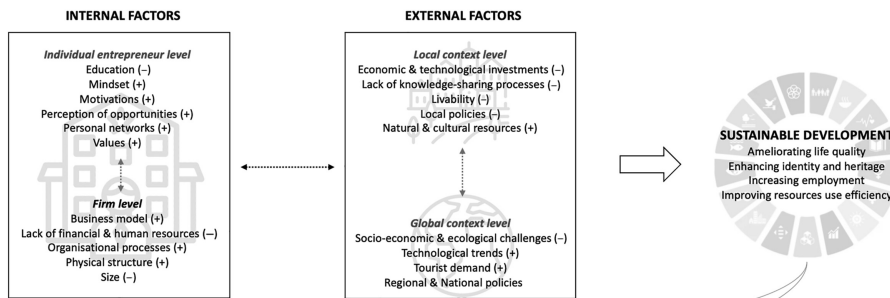 INTERNAL FACTORS
Individual entrepreneur level
Education (−)
Mindset (+)
Motivations (+)
Perception of opportunities (+)
Personal networks (+)
Values (+)
Firm level
Business model (+)
Lack of financial & human resources (−)
Organisational processes (+)
Physical structure (+)
Size (−)
EXTERNAL FACTORS
Local context level
Economic & technological investments (−)
Lack of knowledge-sharing processes (−)
Livability (−)
Local policies (−)
Natural & cultural resources (+)
Global context level
Socio-economic & ecological challenges (−)
Technological trends (+)
Tourist demand (+)
Regional & National policies
SUSTAINABLE DEVELOPMENT
Ameliorating life quality
Enhancing identity and heritage
Increasing employment
Improving resources use efficiency